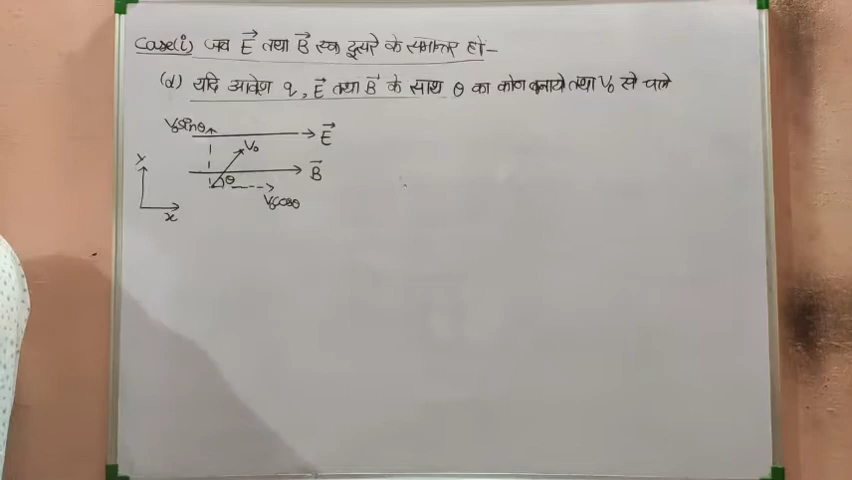 Case(i) जब E⃗ तथा B⃗ एक दूसरे के समान्तर हो-
(α) यदि आवेश q, E⃗ तथा B⃗ के साथ θ का कोण बनाये तथा V₀ से चले
V₀sinθ
E⃗
V₀
y
B⃗
θ
V₀cosθ
x